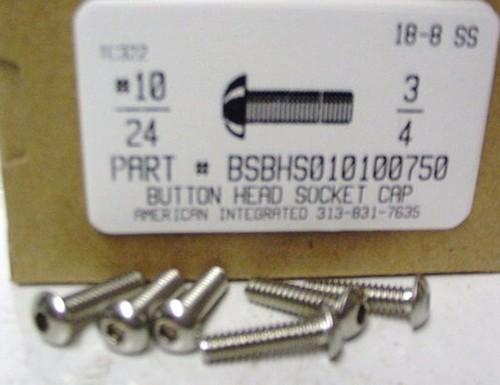 18-8 SS
#10
24
3
4
PART # BSBHS010100750
BUTTON HEAD SOCKET CAP
AMERICAN INTEGRATED 313-831-7635